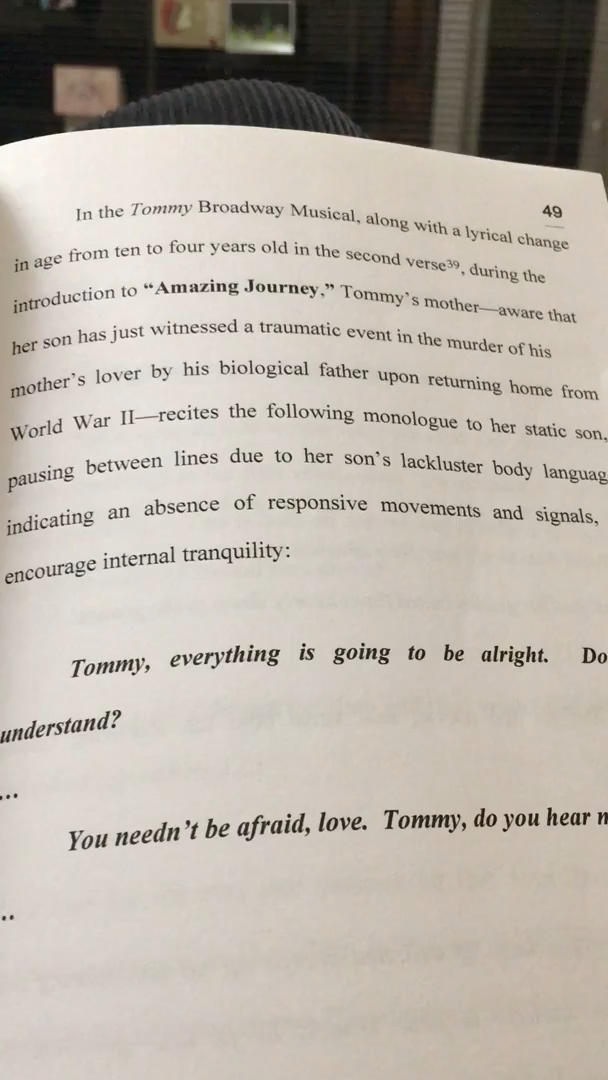 49
In the Tommy Broadway Musical, along with a lyrical change
in age from ten to four years old in the second verse39, during the
introduction to “Amazing Journey,” Tommy’s mother—aware that
her son has just witnessed a traumatic event in the murder of his
mother’s lover by his biological father upon returning home from
World War II—recites the following monologue to her static son,
pausing between lines due to her son’s lackluster body languag
indicating an absence of responsive movements and signals,
encourage internal tranquility:
Tommy, everything is going to be alright. Do
understand?
...
You needn’t be afraid, love. Tommy, do you hear
..